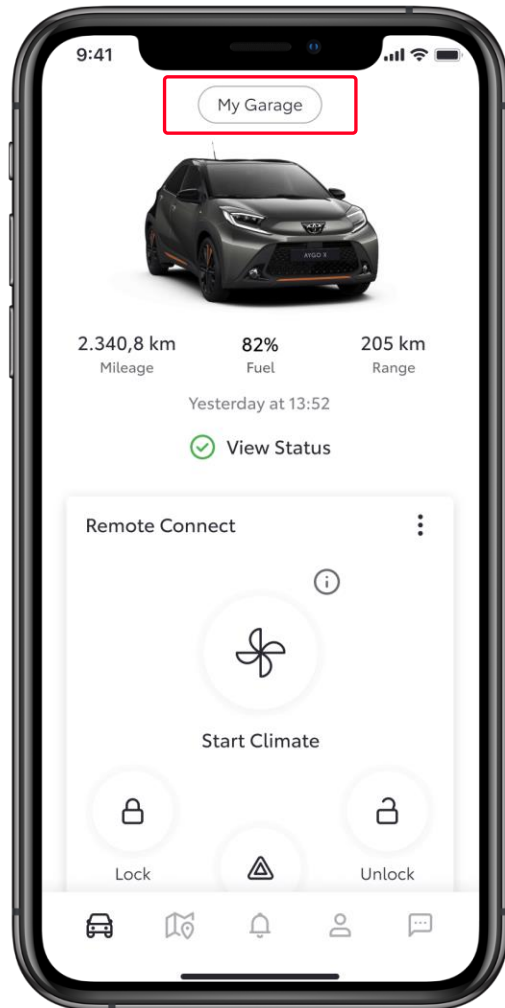 9:41
My Garage
AYGO X
2.340,8 km 82% 205 km
Mileage Fuel Range
Yesterday at 13:52
View Status
Remote Connect
Start Climate
Lock Unlock